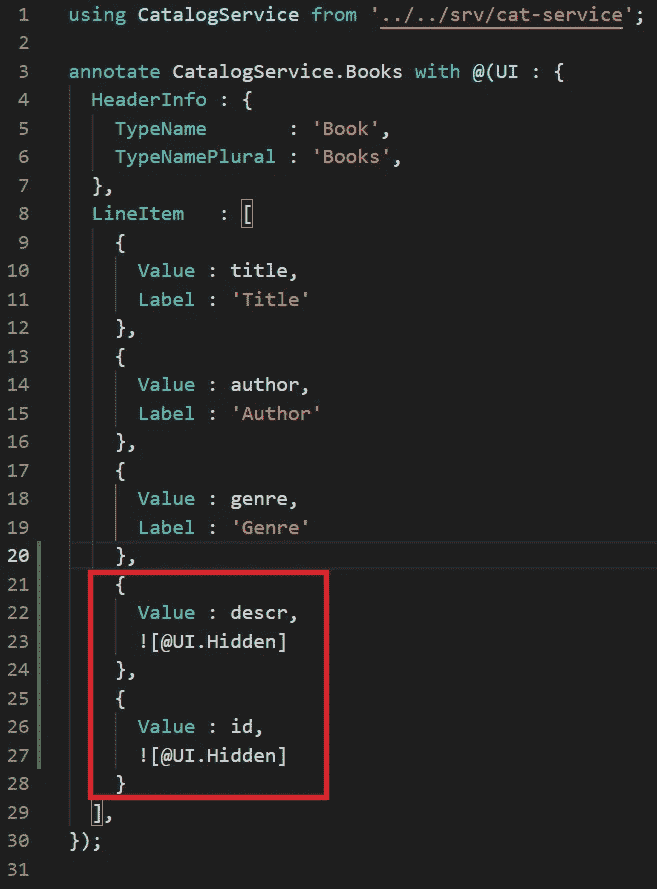 1 using CatalogService from '../../srv/cat-service';
2
3 annotate CatalogService.Books with @(UI : {
4   HeaderInfo : {
5     TypeName       : 'Book',
6     TypeNamePlural : 'Books',
7   },
8   LineItem   : [
9     {
10       Value : title,
11       Label : 'Title'
12     },
13     {
14       Value : author,
15       Label : 'Author'
16     },
17     {
18       Value : genre,
19       Label : 'Genre'
20     },
21     {
22       Value : descr,
23       ![@UI.Hidden]
24     },
25     {
26       Value : id,
27       ![@UI.Hidden]
28     }
29   ],
30 });
31